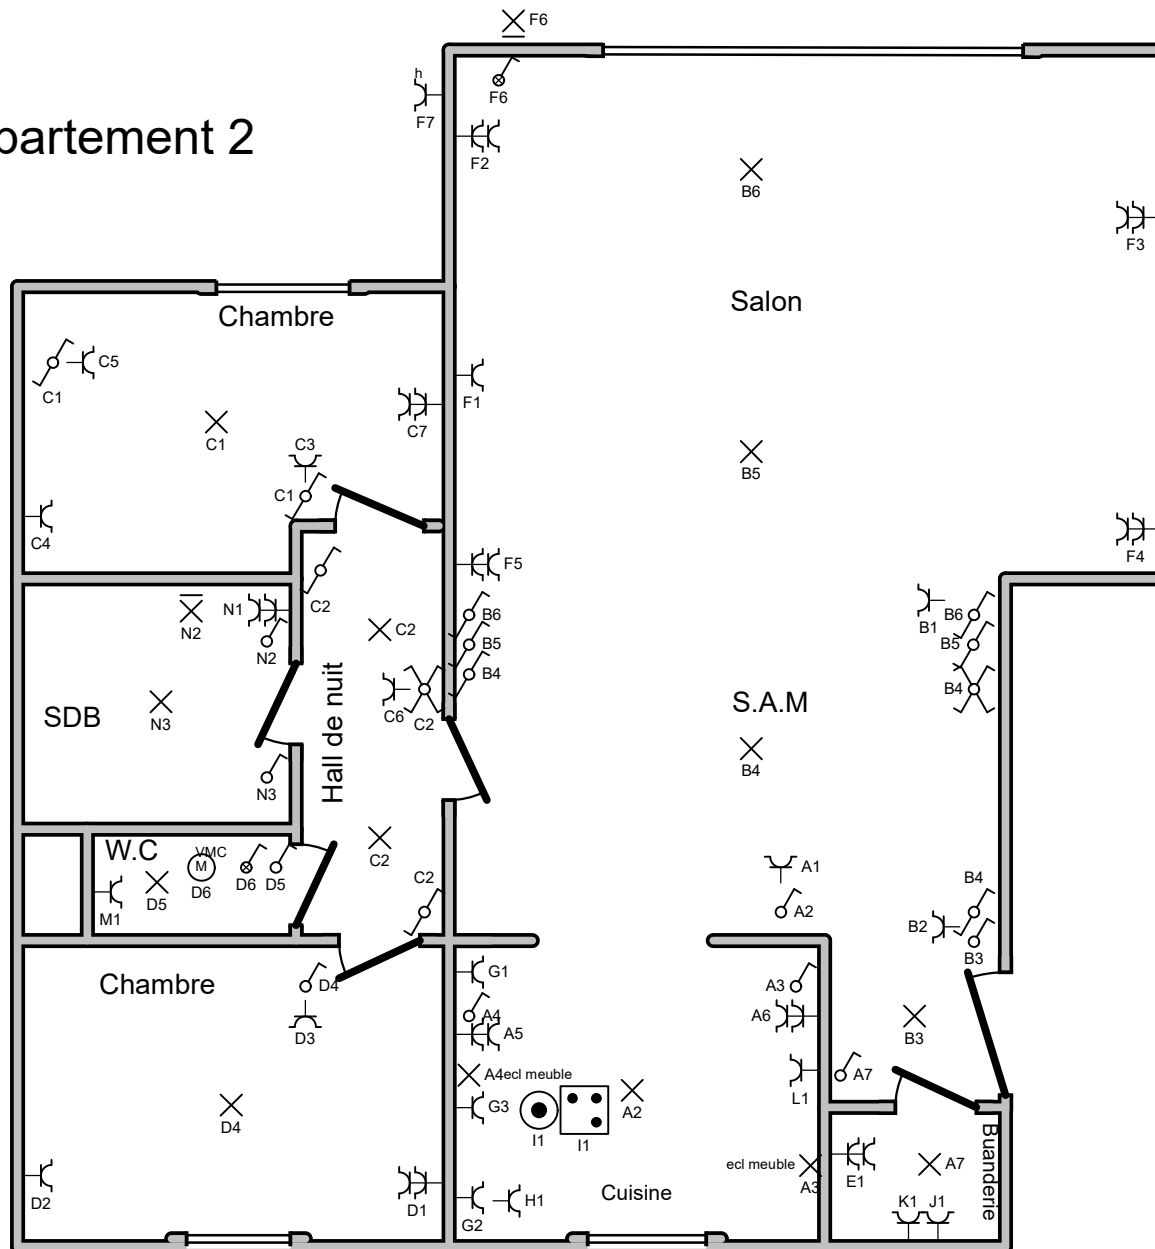 F6
h
F6
F7
partement 2
F2
B6
F3
Salon
Chambre
C5
C1
F1
C7
C1
C3
B5
C1
C4
C2
F4
F5
N1
N2
N2
B6
B5
B4
B1
B6
B5
B4
C2
SDB
N3
Hall de nuit
C6
C2
S.A.M
B4
N3
W.C
VMC
M
D6
D6
D5
D5
M1
C2
C2
A1
A2
B4
B2
B3
Chambre
D4
D3
G1
A4
A5
A3
A6
B3
A4
ecl meuble
G3
I1
I1
A2
L1
A7
D4
D2
D1
G2
H1
Cuisine
ecl meuble
A3
E1
A7
K1
J1
Buanderie